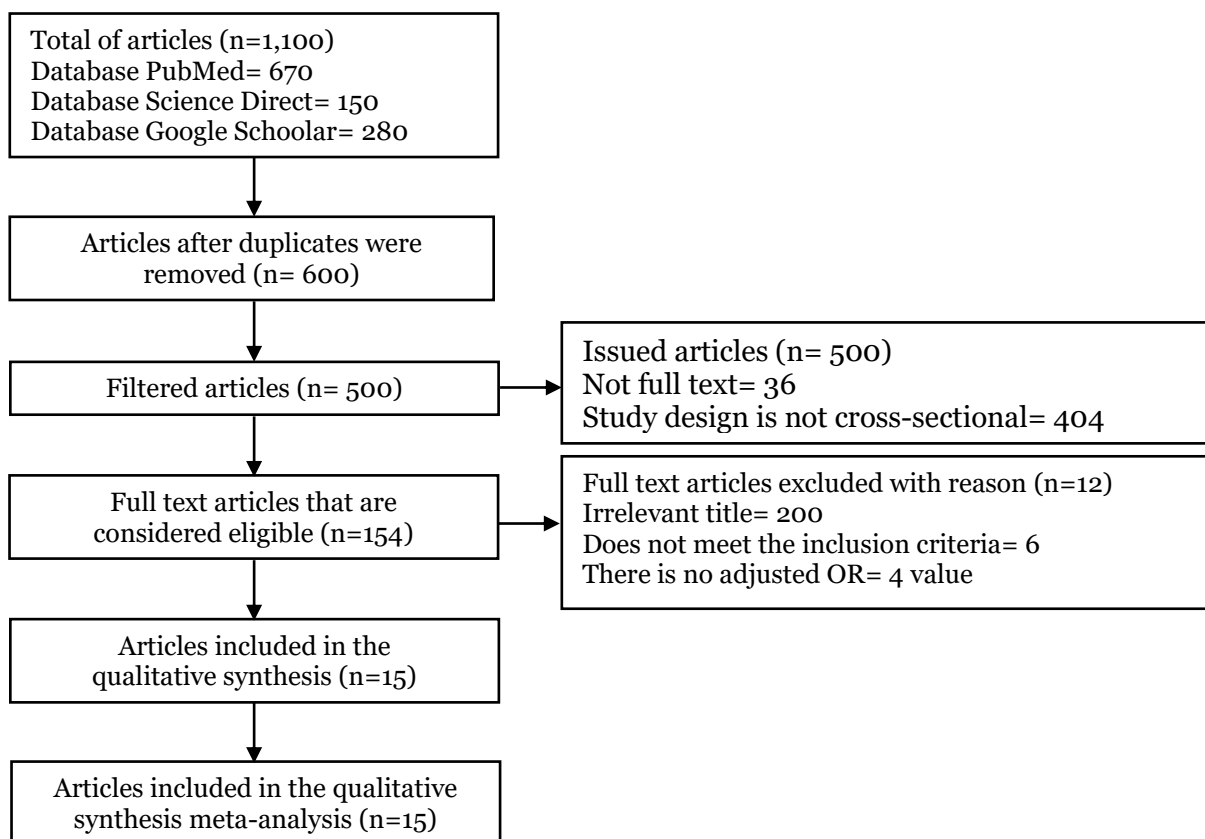 Total of articles (n=1,100)
Database PubMed= 670
Database Science Direct= 150
Database Google Schoolar= 280
Articles after duplicates were
removed (n= 600)
Filtered articles (n= 500)
Issued articles (n= 500)
Not full text= 36
Study design is not cross-sectional= 404
Full text articles that are
considered eligible (n=154)
Full text articles excluded with reason (n=12)
Irrelevant title= 200
Does not meet the inclusion criteria= 6
There is no adjusted OR= 4 value
Articles included in the
qualitative synthesis (n=15)
Articles included in the qualitative
synthesis meta-analysis (n=15)